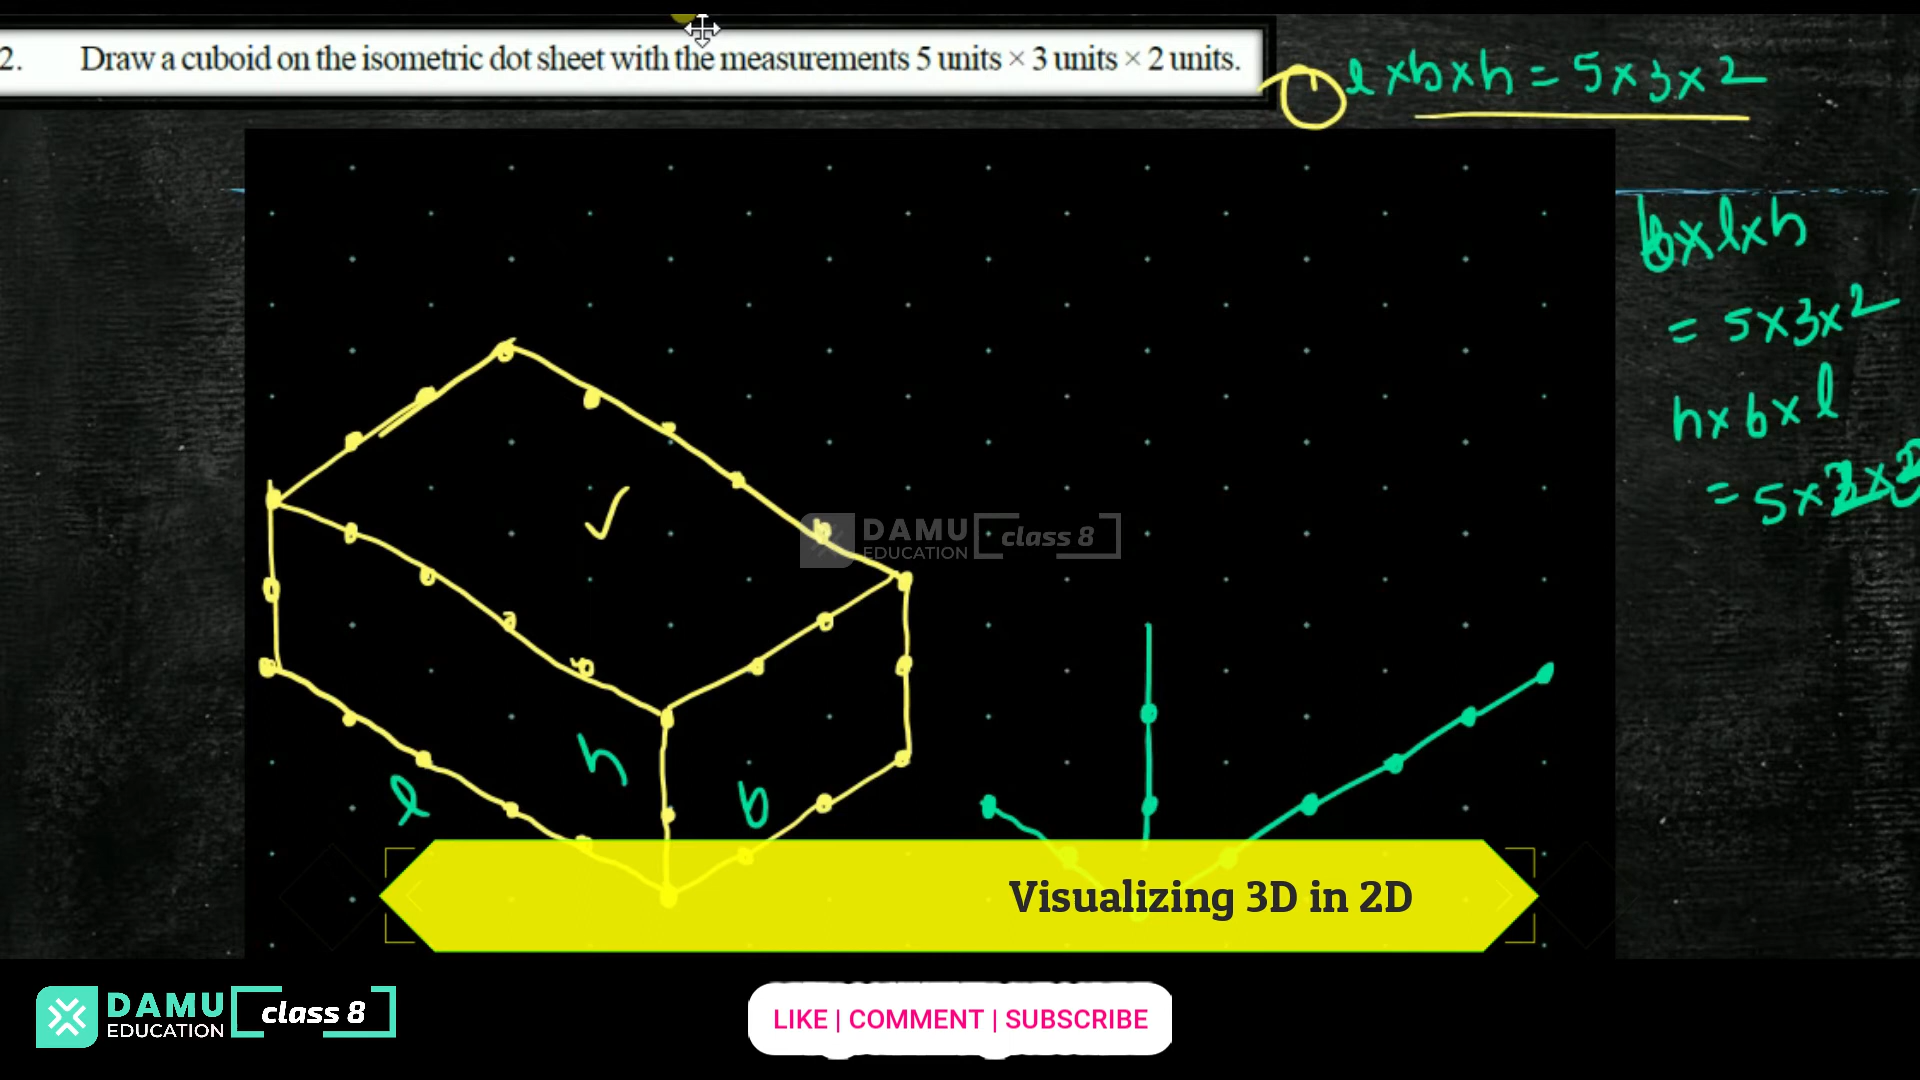 2. Draw a cuboid on the isometric dot sheet with the measurements 5 units × 3 units × 2 units.
l × b × h = 5 × 3 × 2
b × l × h
= 5 × 3 × 2
h × b × l
= 5 ×
DAMU
EDUCATION
class 8
l
h
b
Visualizing 3D in 2D
DAMU
EDUCATION
class 8
LIKE | COMMENT | SUBSCRIBE